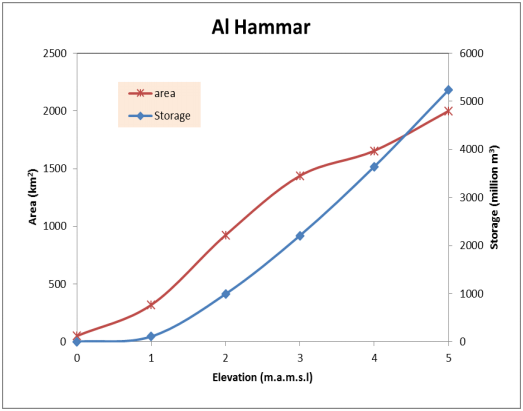 Al Hammar
2500
2000
1500
1000
500
0
Area (km²)
area
Storage
6000
5000
4000
3000
2000
1000
0
Storage (million m³)
0 1 2 3 4 5
Elevation (m.a.m.s.l)